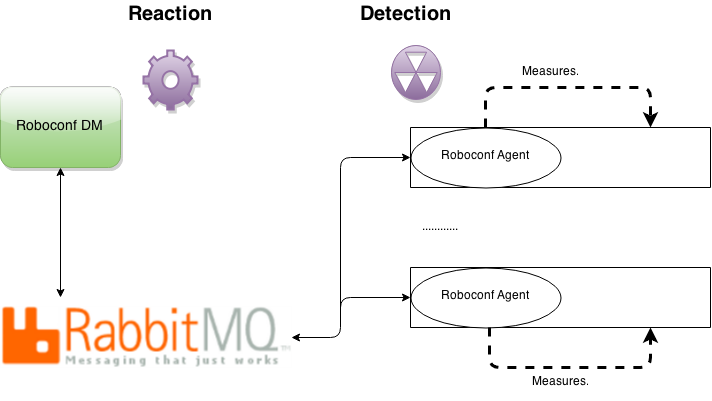 Reaction
Detection
Measures.
Roboconf DM
Roboconf Agent
............
Roboconf Agent
RabbitMQ™
Messaging that just works
Measures.